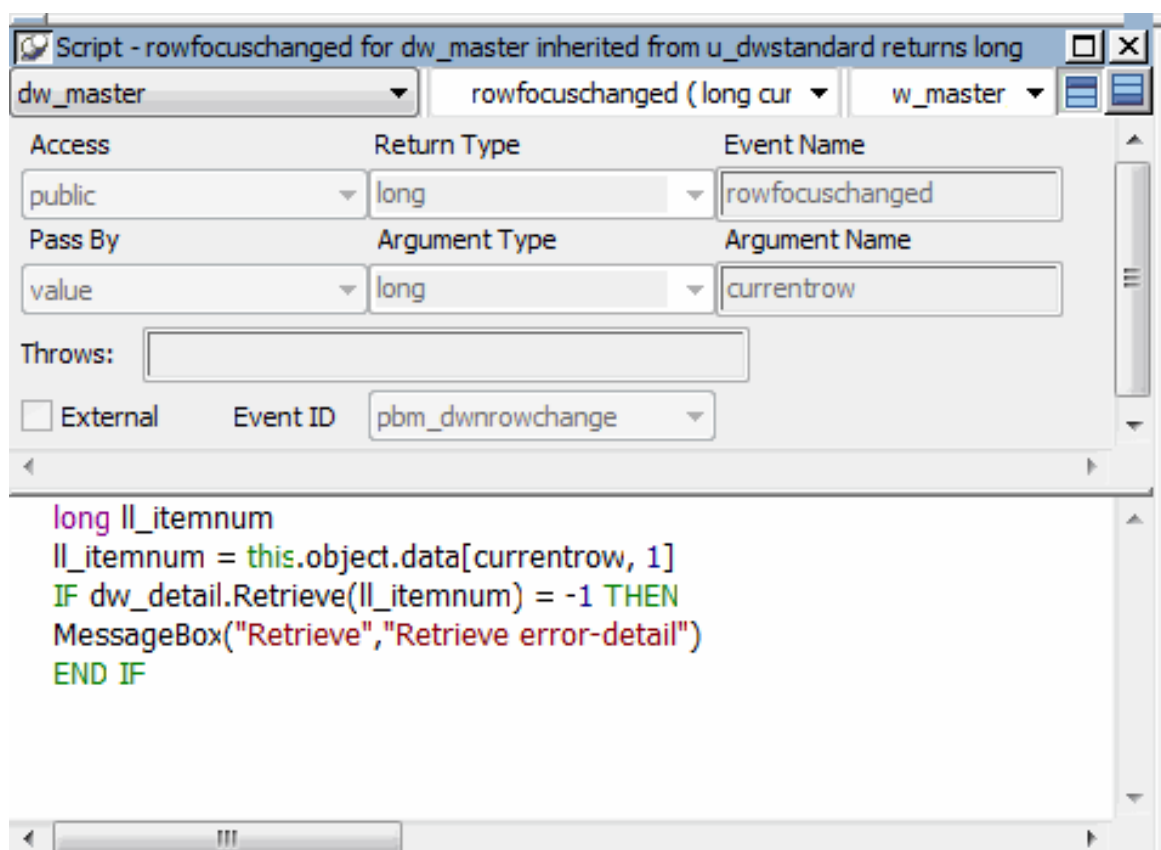 Script - rowfocuschanged for dw_master inherited from u_dwstandard returns long
dw_master rowfocuschanged ( long cur w_master
Access Return Type Event Name
public long rowfocuschanged
Pass By Argument Type Argument Name
value long currentrow
Throws:
External Event ID pbm_dwnrowchange
long ll_itemnum
ll_itemnum = this.object.data[currentrow, 1]
IF dw_detail.Retrieve(ll_itemnum) = -1 THEN
MessageBox("Retrieve","Retrieve error-detail")
END IF